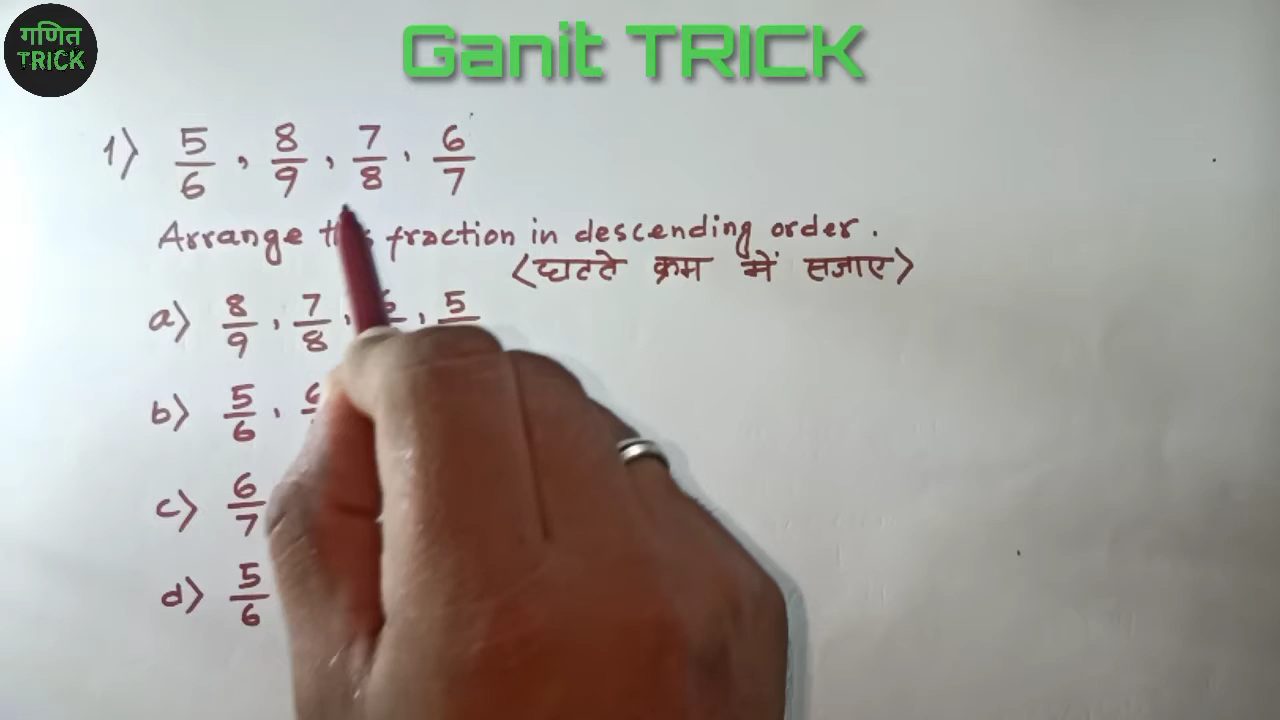 गणित
TRICK
Ganit TRICK
1) 5/6, 8/9, 7/8, 6/7
Arrange fraction in descending order.
<घटते क्रम में सजाए>
a) 8/9, 7/8, 5
b) 5/6,
c) 6/7
d) 5/6